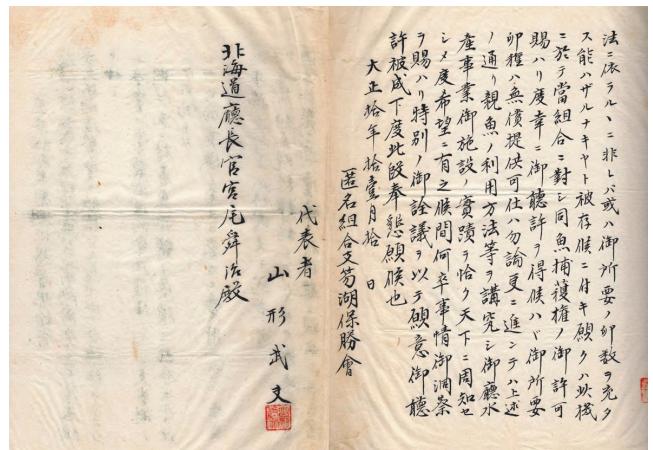 法ニ依ラルヽニ非レバ或ハ御所要ノ卵数ヲ充タ
ス能ハザルナキヤト被存候ニ付キ願クハ此機
ニ於テ當組合ニ對シ同魚捕獲権ノ御許可
賜ハリ度幸ニ御聴許ヲ得候ハヾ御所要
卵獲ハ無償提供可仕ハ勿論更ニ進ンテハ上述
ノ通リ親魚ノ利用方法等ヲ講究シ御廳水
産事業御施設ノ實蹟ヲ恰ク天下ニ周知セ
シメ度希望ニ有之候間何卒事情御洞察
ヲ賜ハリ特別ノ御詮議ヲ以テ願意御聴
許被成下度此段奉懇願候也
大正拾年拾壹月拾 日
匿名組合支笏湖保勝會
代表者
山形武文
北海道廳長官宮尾舜治殿